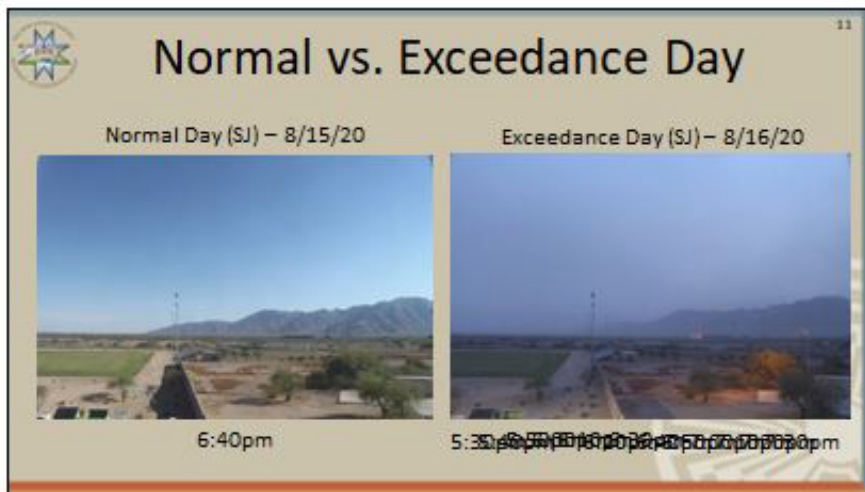 11
Normal vs. Exceedance Day
Normal Day (SJ) – 8/15/20
Exceedance Day (SJ) – 8/16/20
6:40pm